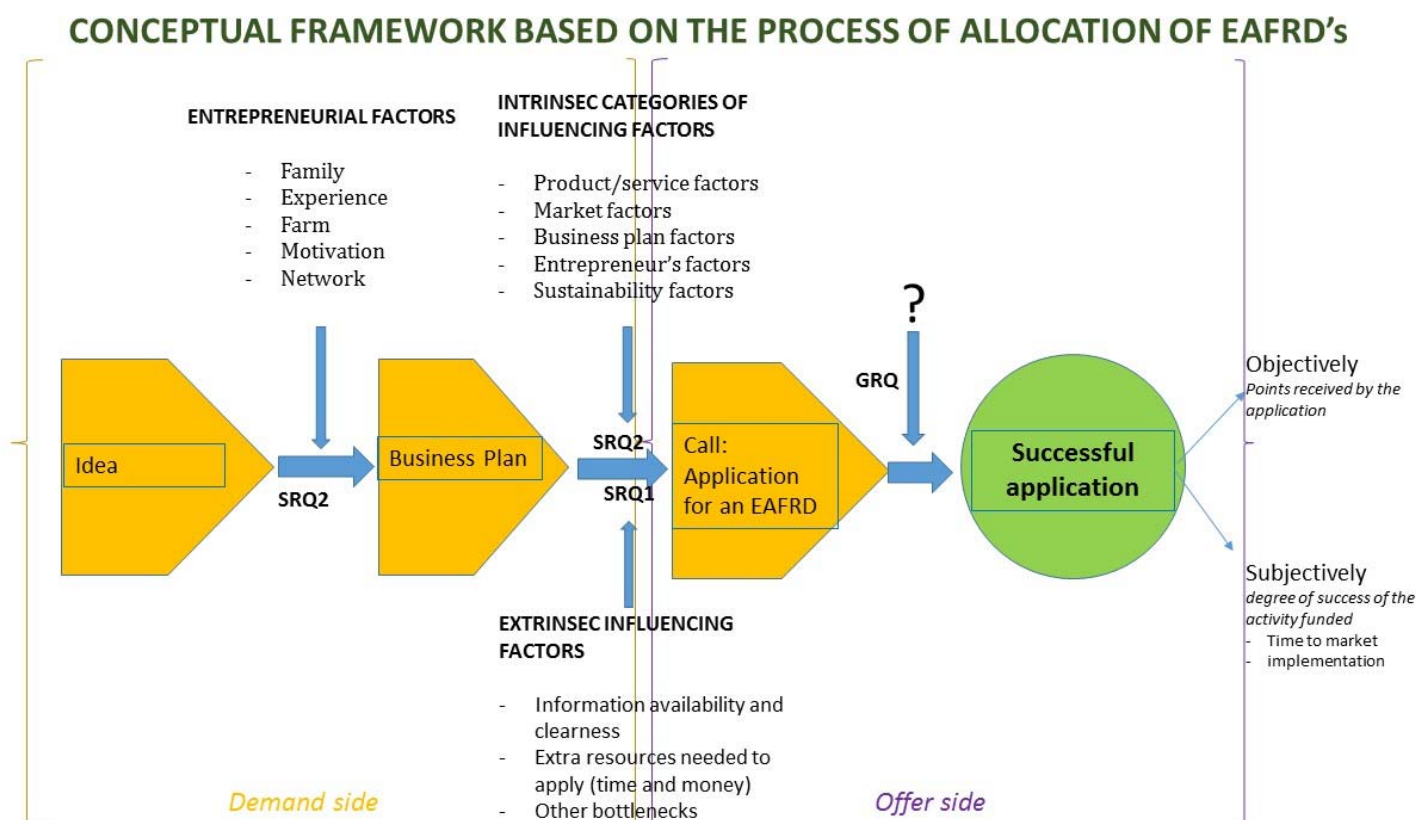 CONCEPTUAL FRAMEWORK BASED ON THE PROCESS OF ALLOCATION OF EAFRD's
ENTREPRENEURIAL FACTORS
- Family
- Experience
- Farm
- Motivation
- Network
INTRINSEC CATEGORIES OF
INFLUENCING FACTORS
- Product/service factors
- Market factors
- Business plan factors
- Entrepreneur's factors
- Sustainability factors
?
GRQ
Idea
SRQ2
Business Plan
SRQ2
SRQ1
Call:
Application
for an EAFRD
Successful
application
Objectively
Points received by the
application
Subjectively
degree of success of the
activity funded
- Time to market
- implementation
EXTRINSEC INFLUENCING
FACTORS
- Information availability and
clearness
- Extra resources needed to
apply (time and money)
- Other bottlenecks
Demand side
Offer side